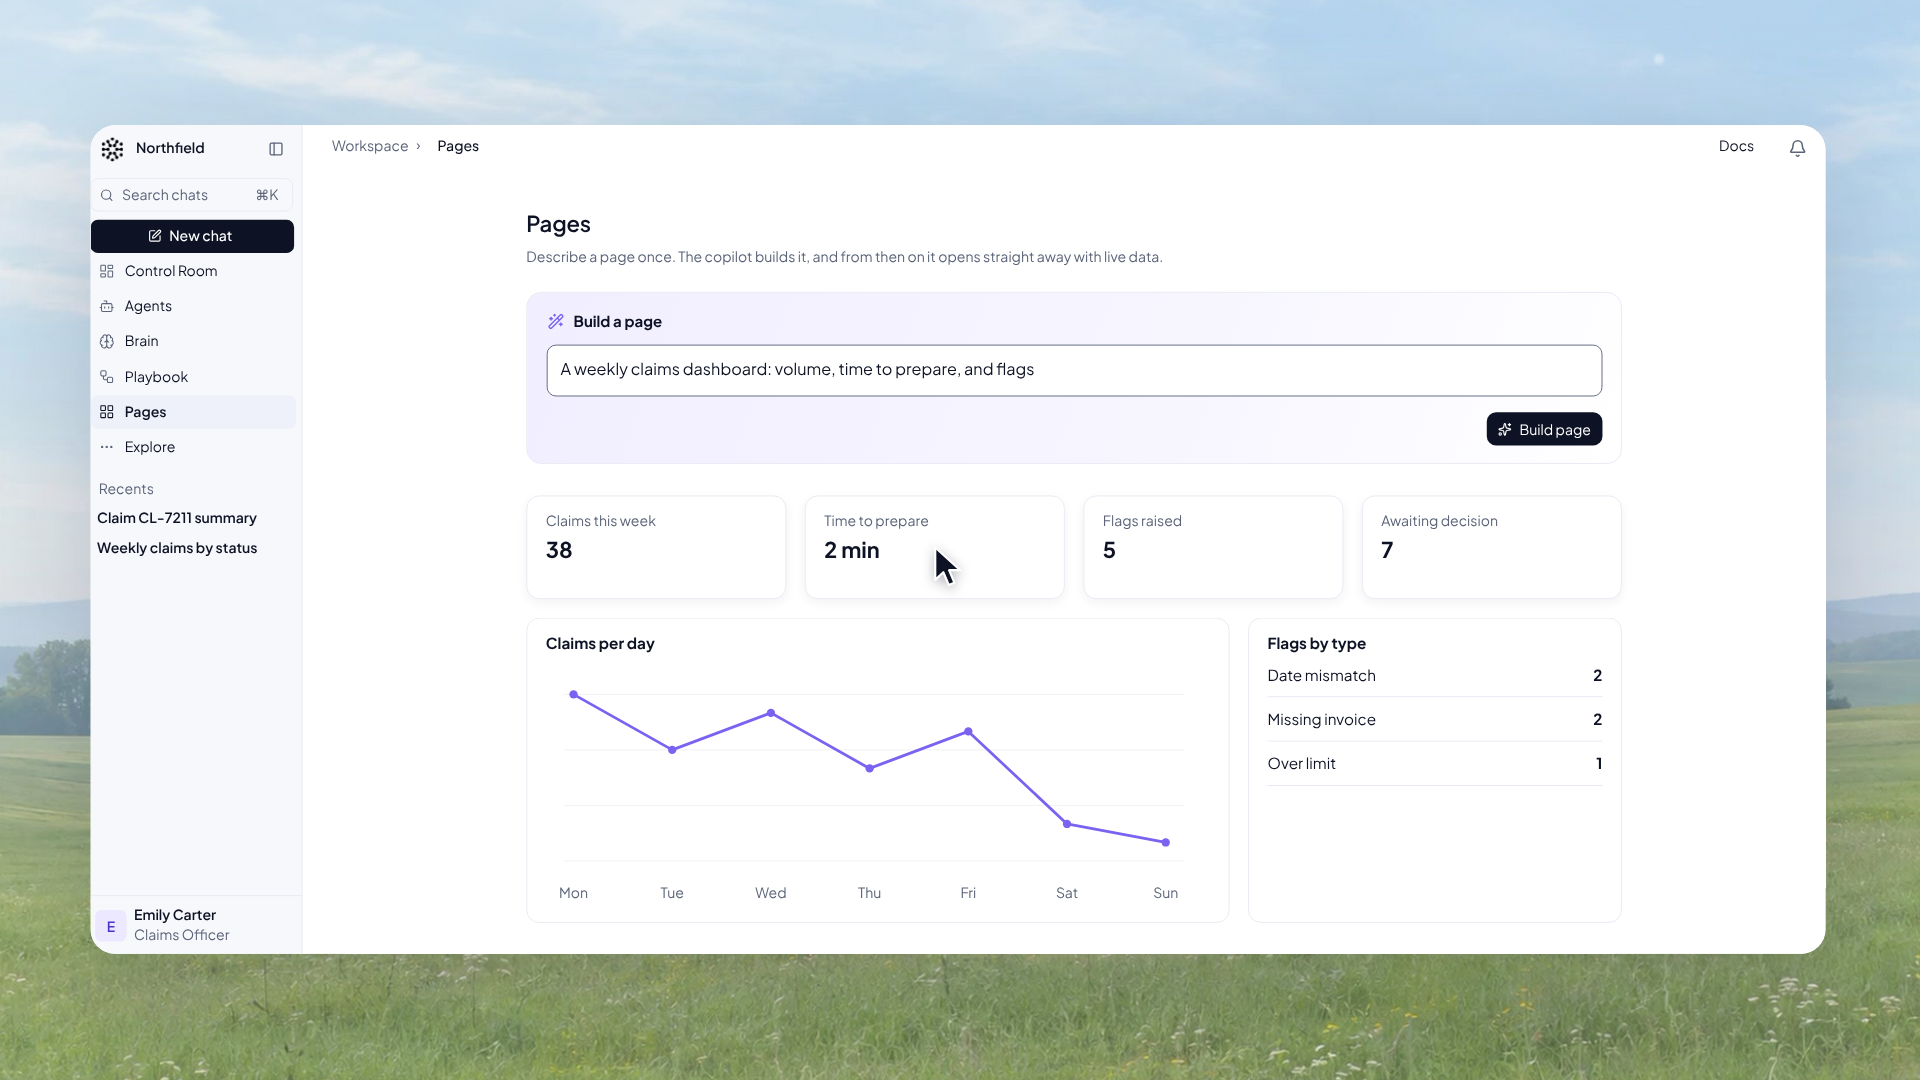 Northfield
Search chats ⌘K
New chat
Control Room
Agents
Brain
Playbook
Pages
Explore
Recents
Claim CL-7211 summary
Weekly claims by status
E
Emily Carter
Claims Officer
Workspace › Pages
Docs
Pages
Describe a page once. The copilot builds it, and from then on it opens straight away with live data.
Build a page
A weekly claims dashboard: volume, time to prepare, and flags
Build page
Claims this week
38
Time to prepare
2 min
Flags raised
5
Awaiting decision
7
Claims per day
Mon Tue Wed Thu Fri Sat Sun
Flags by type
Date mismatch 2
Missing invoice 2
Over limit 1